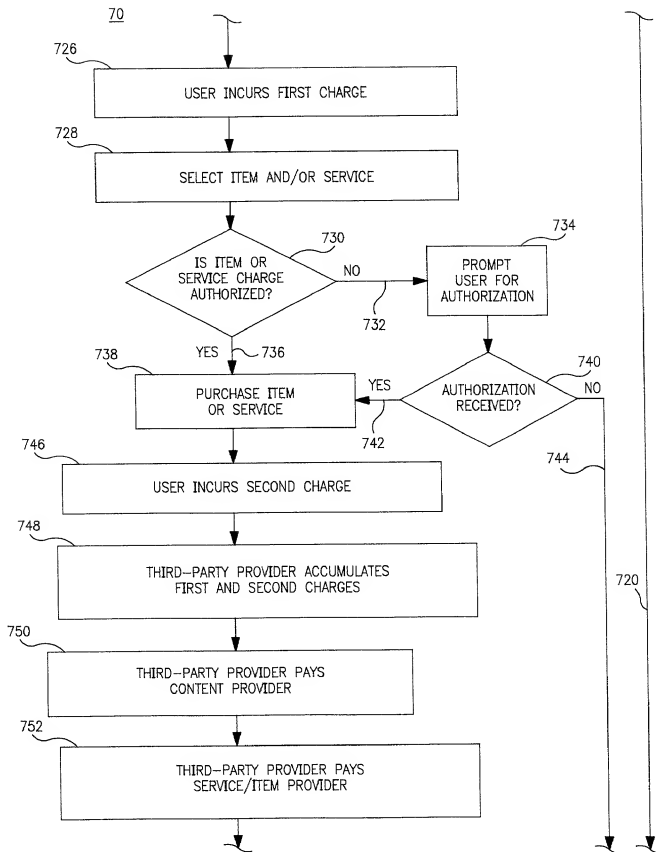 70
726
USER INCURS FIRST CHARGE
728
SELECT ITEM AND/OR SERVICE
730
IS ITEM OR
SERVICE CHARGE
AUTHORIZED?
NO
732
734
PROMPT
USER FOR
AUTHORIZATION
YES
736
738
PURCHASE ITEM
OR SERVICE
YES
742
740
AUTHORIZATION
RECEIVED?
NO
744
746
USER INCURS SECOND CHARGE
748
THIRD-PARTY PROVIDER ACCUMULATES
FIRST AND SECOND CHARGES
720
750
THIRD-PARTY PROVIDER PAYS
CONTENT PROVIDER
752
THIRD-PARTY PROVIDER PAYS
SERVICE/ITEM PROVIDER